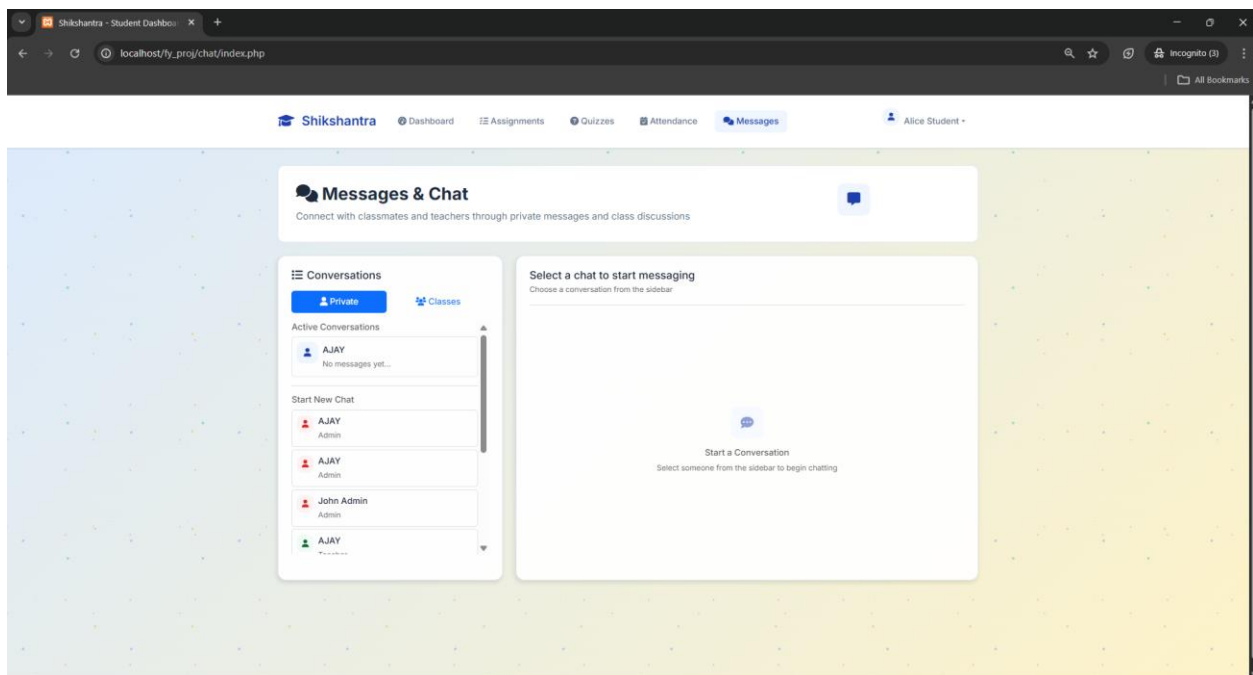 Shikshantra - Student Dashboa
localhost/fy_proj/chat/index.php
Incognito (3)
All Bookmarks
Shikshantra Dashboard Assignments Quizzes Attendance Messages Alice Student
Messages & Chat
Connect with classmates and teachers through private messages and class discussions
Conversations
Private Classes
Active Conversations
AJAY
No messages yet...
Start New Chat
AJAY
Admin
AJAY
Admin
John Admin
Admin
AJAY
Teacher
Select a chat to start messaging
Choose a conversation from the sidebar
Start a Conversation
Select someone from the sidebar to begin chatting